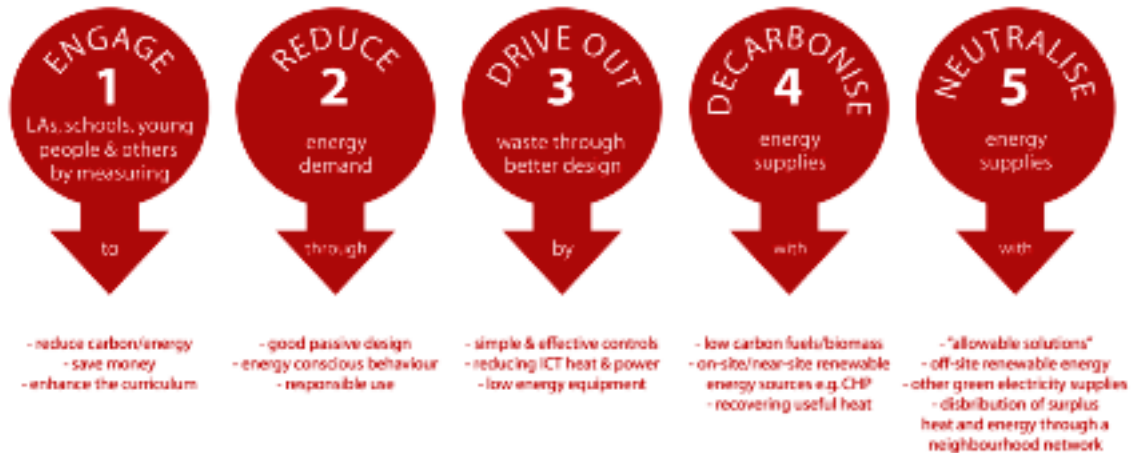 ENGAGE
1
LAs, schools, young
people & others
by measuring
to
- reduce carbon/energy
- save money
- enhance the curriculum
REDUCE
2
energy
demand
through
- good passive design
- energy conscious behaviour
- responsible use
DRIVE OUT
3
waste through
better design
by
- simple & effective controls
- reducing ICT heat & power
- low energy equipment
DECARBONISE
4
energy
supplies
with
- low carbon fuels/biomass
- on-site/near-site renewable
energy sources e.g. CHP
- recovering useful heat
NEUTRALISE
5
energy
supplies
with
- "allowable solutions"
- off-site renewable energy
- other green electricity supplies
- disbribution of surplus
heat and energy through a
neighbourhood network